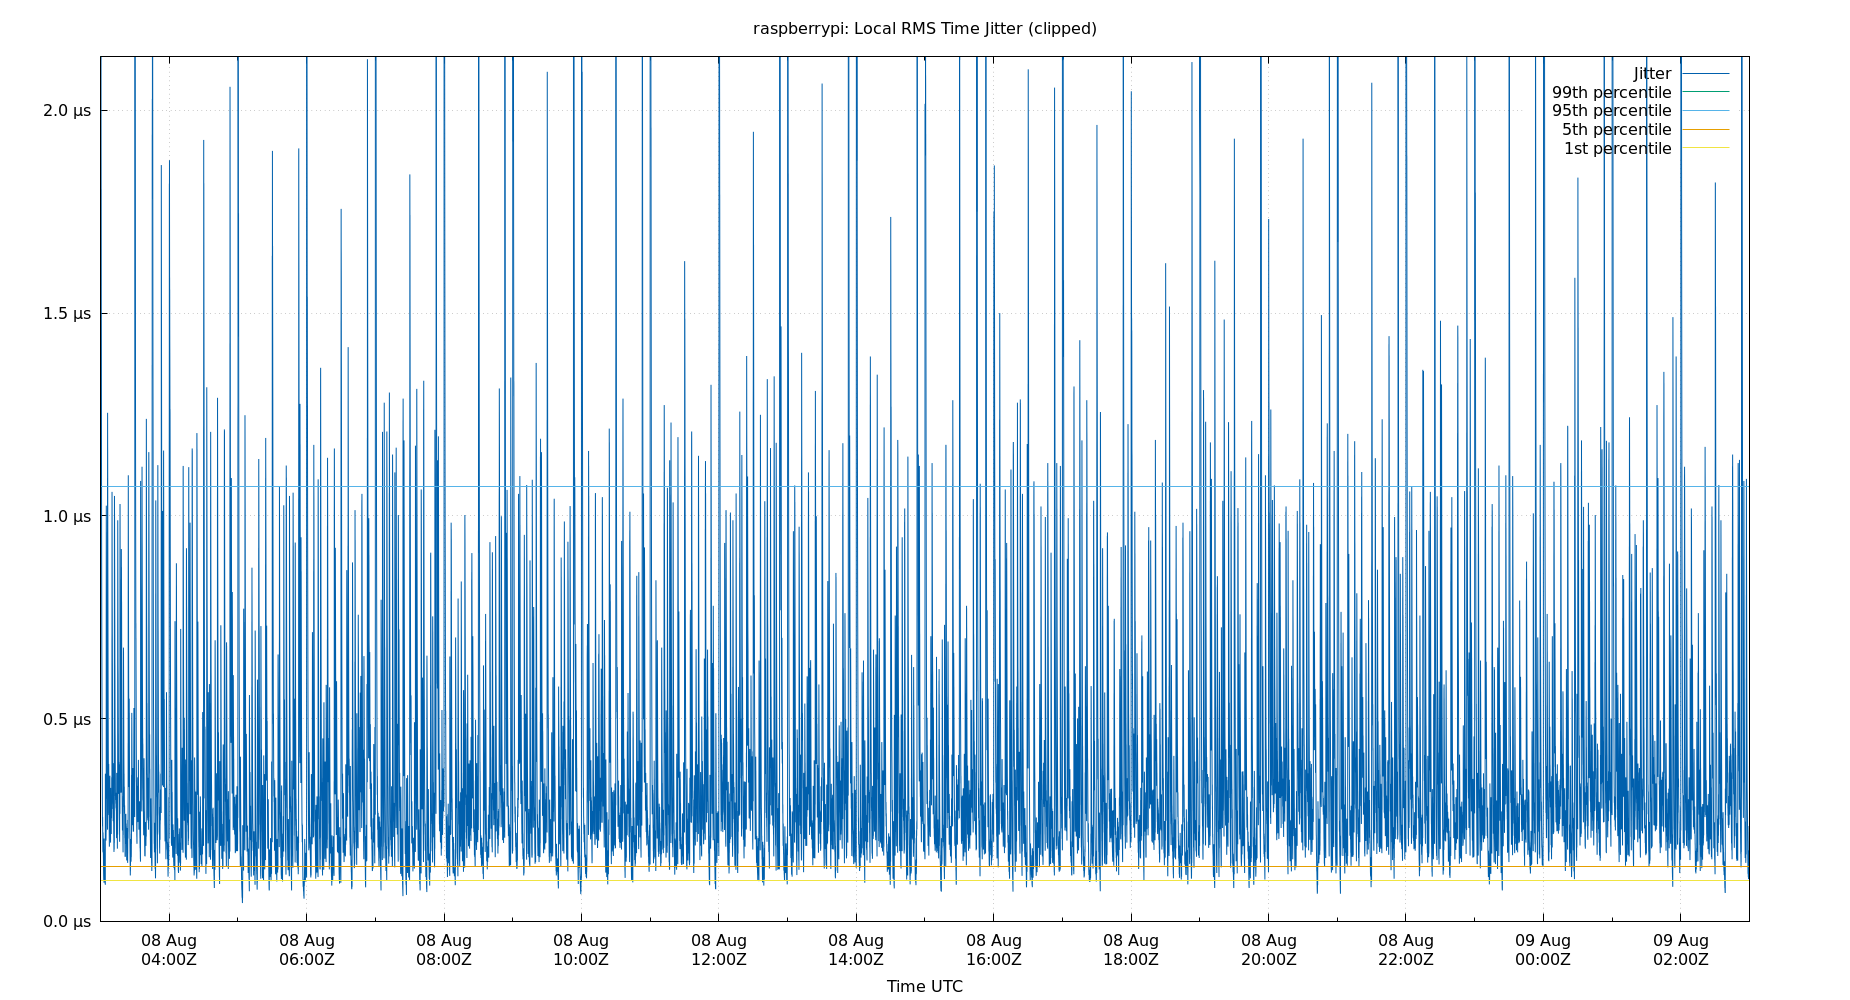 raspberrypi: Local RMS Time Jitter (clipped)
Jitter
99th percentile
95th percentile
5th percentile
1st percentile
2.0 µs
1.5 µs
1.0 µs
0.5 µs
0.0 µs
08 Aug 08 Aug 08 Aug 08 Aug 08 Aug 08 Aug 08 Aug 08 Aug 08 Aug 08 Aug 09 Aug 09 Aug
04:00Z 06:00Z 08:00Z 10:00Z 12:00Z 14:00Z 16:00Z 18:00Z 20:00Z 22:00Z 00:00Z 02:00Z
Time UTC